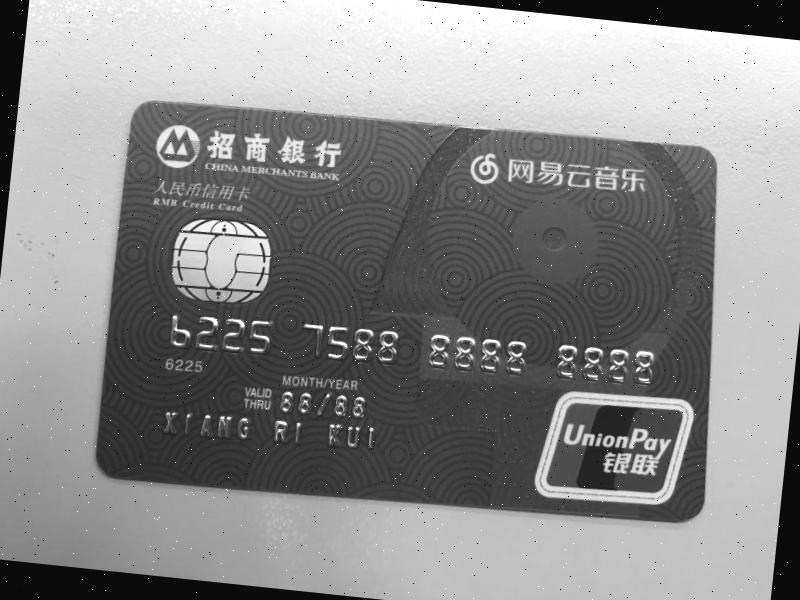 招商银行
CHINA MERCHANTS BANK
网易云音乐
人民币信用卡
RMB Credit Card
6225 7588 8888 8888
6225
MONTH/YEAR
VALID THRU 88/88
XIANG RI KUI
UnionPay
银联